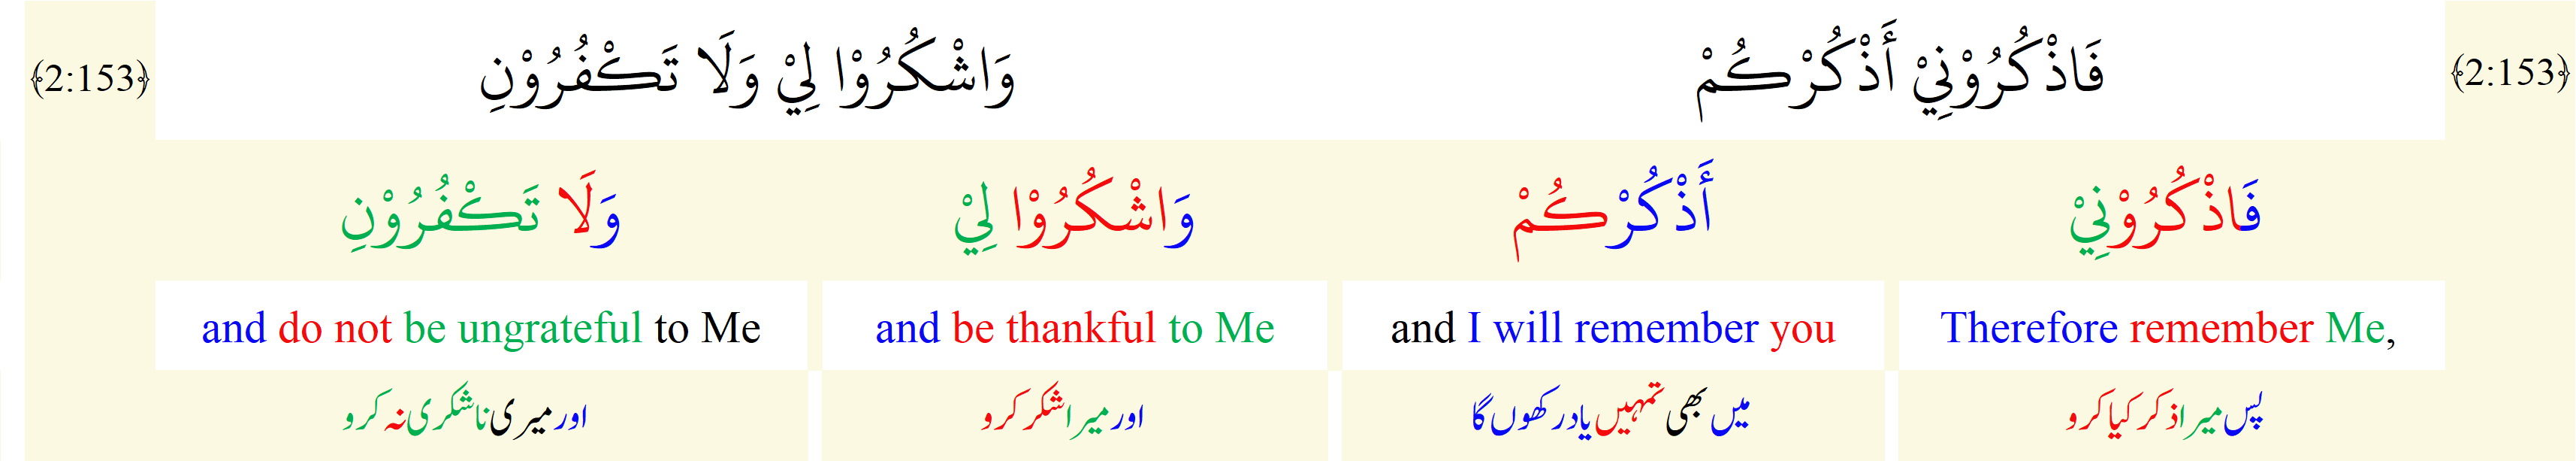 ﴿2:153﴾ فَاذْكُرُوْنِيْ أَذْكُرْكُمْ وَاشْكُرُوْا لِيْ وَلَا تَكْفُرُوْنِ ﴿2:153﴾
فَاذْكُرُوْنِيْ أَذْكُرْكُمْ وَاشْكُرُوْا لِيْ وَلَا تَكْفُرُوْنِ
Therefore remember Me, and I will remember you and be thankful to Me and do not be ungrateful to Me
پس میرا ذکر کیا کرو میں بھی تمہیں یاد رکھوں گا اور میرا شکر کرو اور میری ناشکری نہ کرو